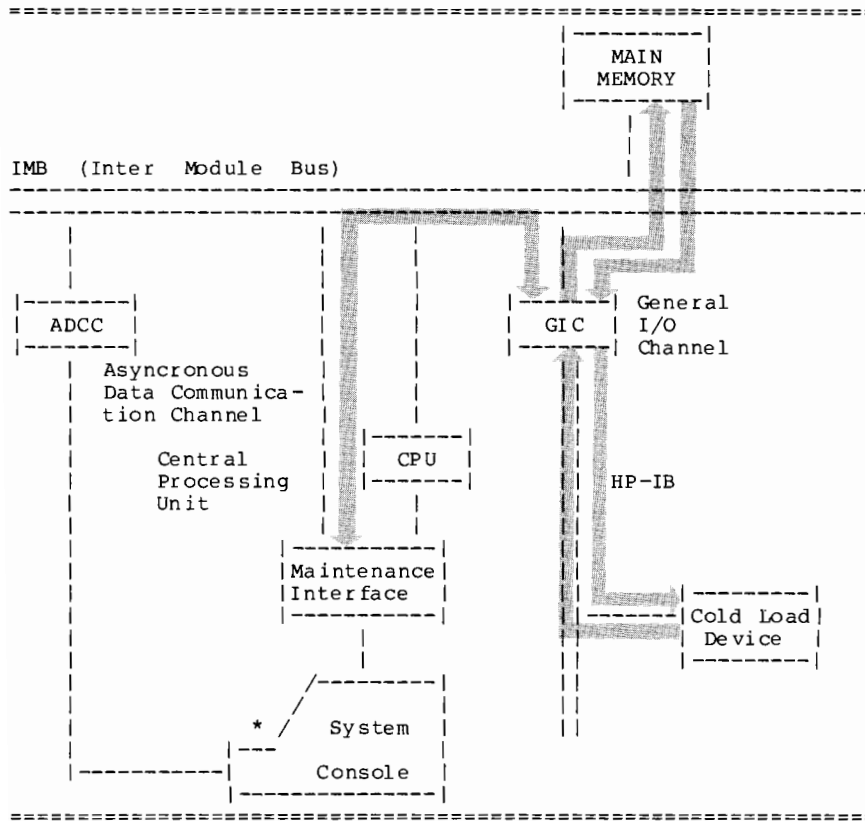 MAIN
MEMORY
IMB (Inter Module Bus)
ADCC
GIC
General
I/O
Channel
Asyncronous
Data Communica-
tion Channel
Central
Processing
Unit
CPU
HP-IB
Maintenance
Interface
Cold Load
Device
*
System
Console